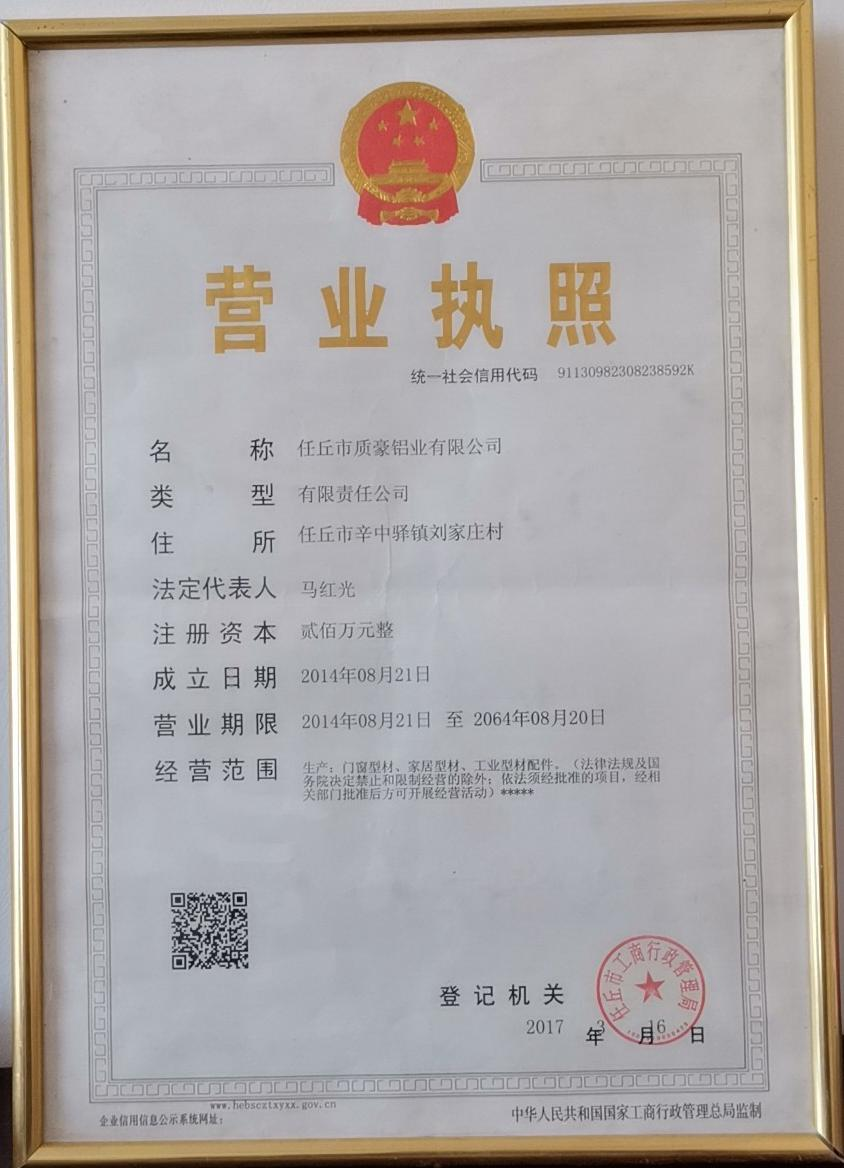 营业执照
统一社会信用代码 91130982308238592K
名称 任丘市质豪铝业有限公司
类型 有限责任公司
住所 任丘市辛中驿镇刘家庄村
法定代表人 马红光
注册资本 贰佰万元整
成立日期 2014年08月21日
营业期限 2014年08月21日 至 2064年08月20日
经营范围 生产：门窗型材、家居型材、工业型材配件。（法律法规及国
务院决定禁止和限制经营的除外；依法须经批准的项目，经相
关部门批准后方可开展经营活动）*****
任丘市工商行政管理局
登记机关
2017年3月16日
www.hebscztxyxx.gov.cn
企业信用信息公示系统网址：
中华人民共和国国家工商行政管理总局监制